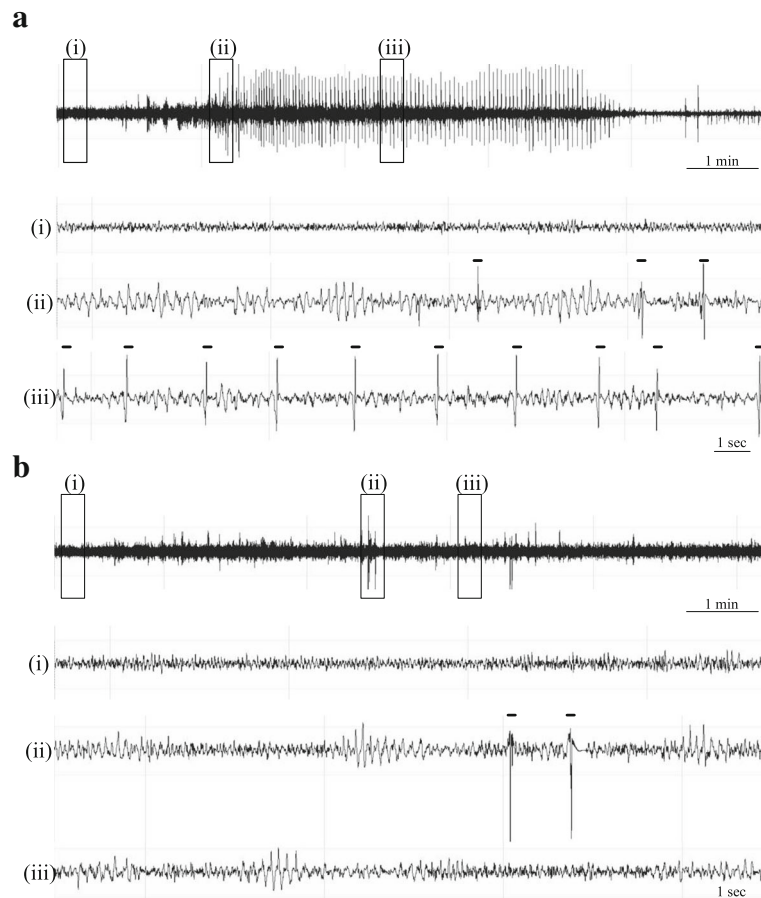 a
(i) (ii) (iii)
1 min
(i)
(ii)
(iii)
1 sec
b
(i) (ii) (iii)
1 min
(i)
(ii)
(iii)
1 sec